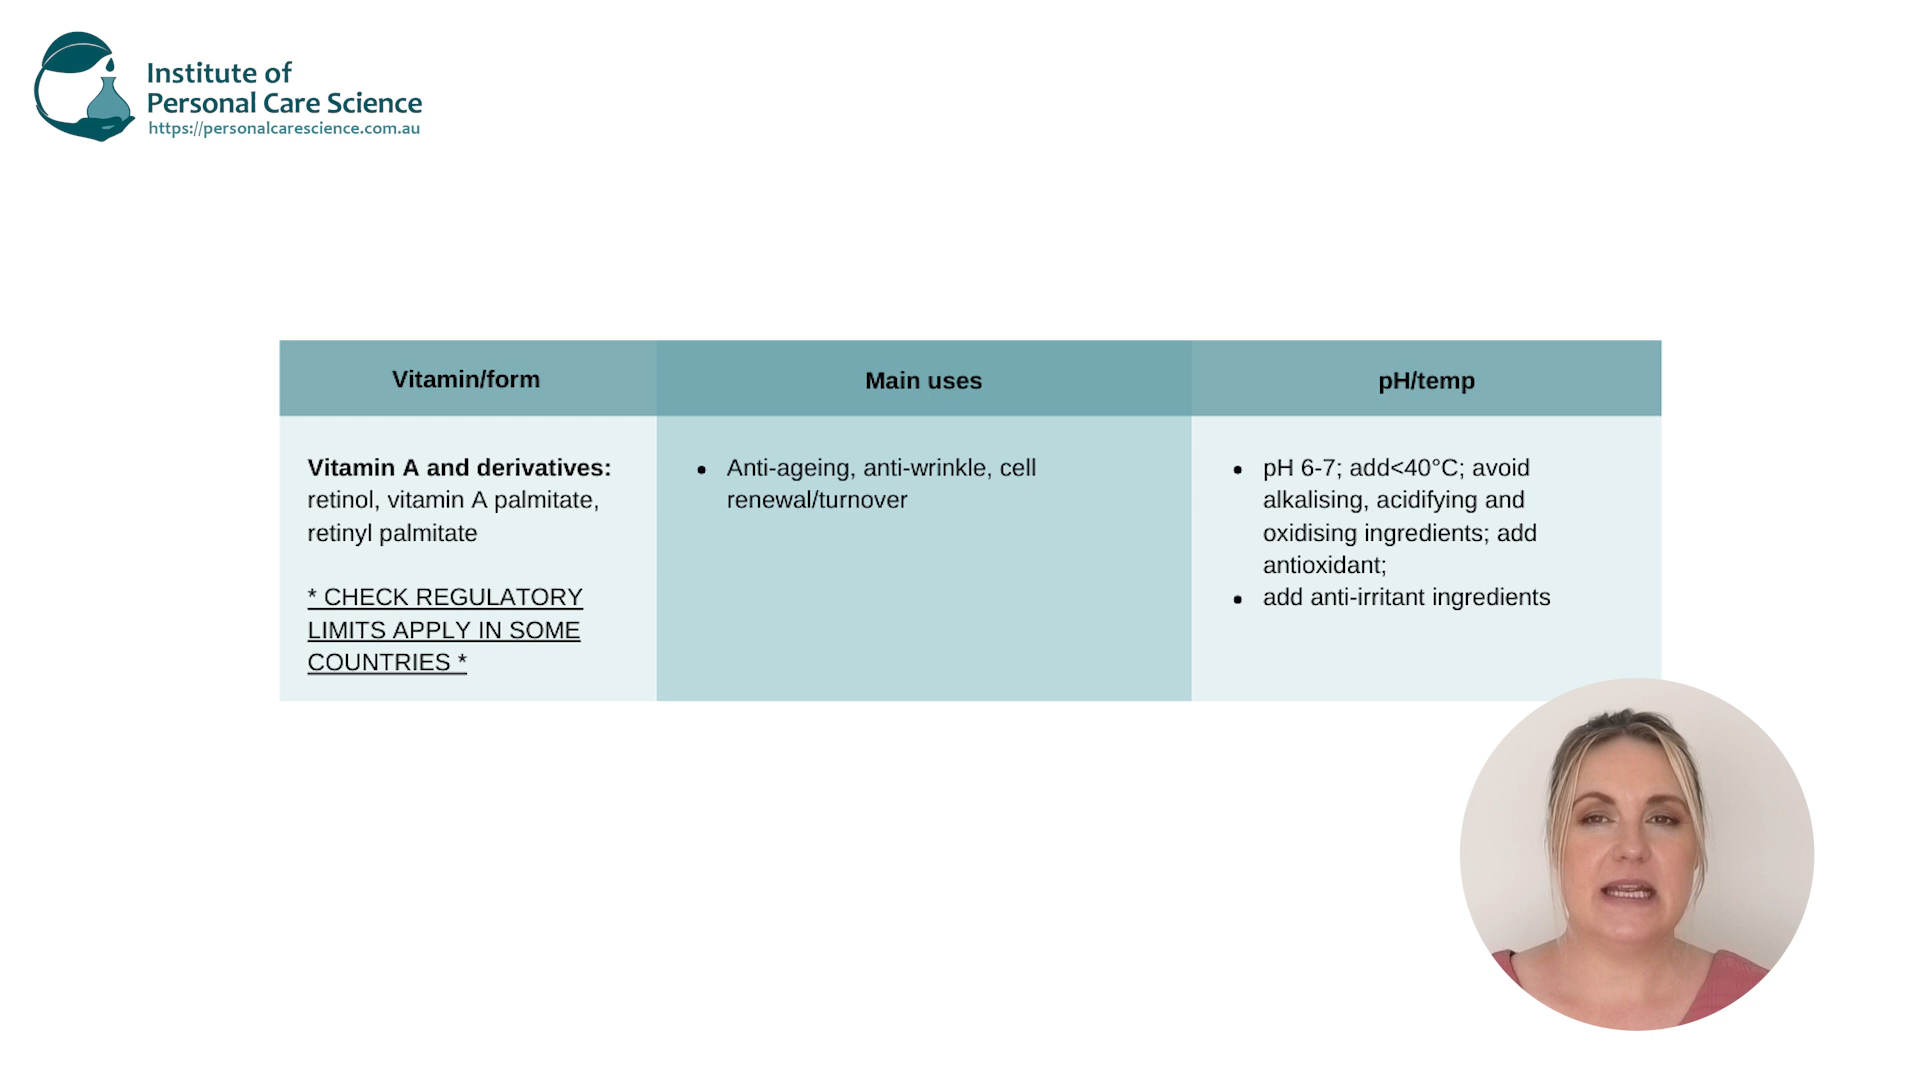 Institute of
Personal Care Science
https://personalcarescience.com.au
Vitamin/form
Main uses
pH/temp
Vitamin A and derivatives:
retinol, vitamin A palmitate,
retinyl palmitate
* CHECK REGULATORY
LIMITS APPLY IN SOME
COUNTRIES *
• Anti-ageing, anti-wrinkle, cell
renewal/turnover
• pH 6-7; add<40°C; avoid
alkalising, acidifying and
oxidising ingredients; add
antioxidant;
• add anti-irritant ingredients